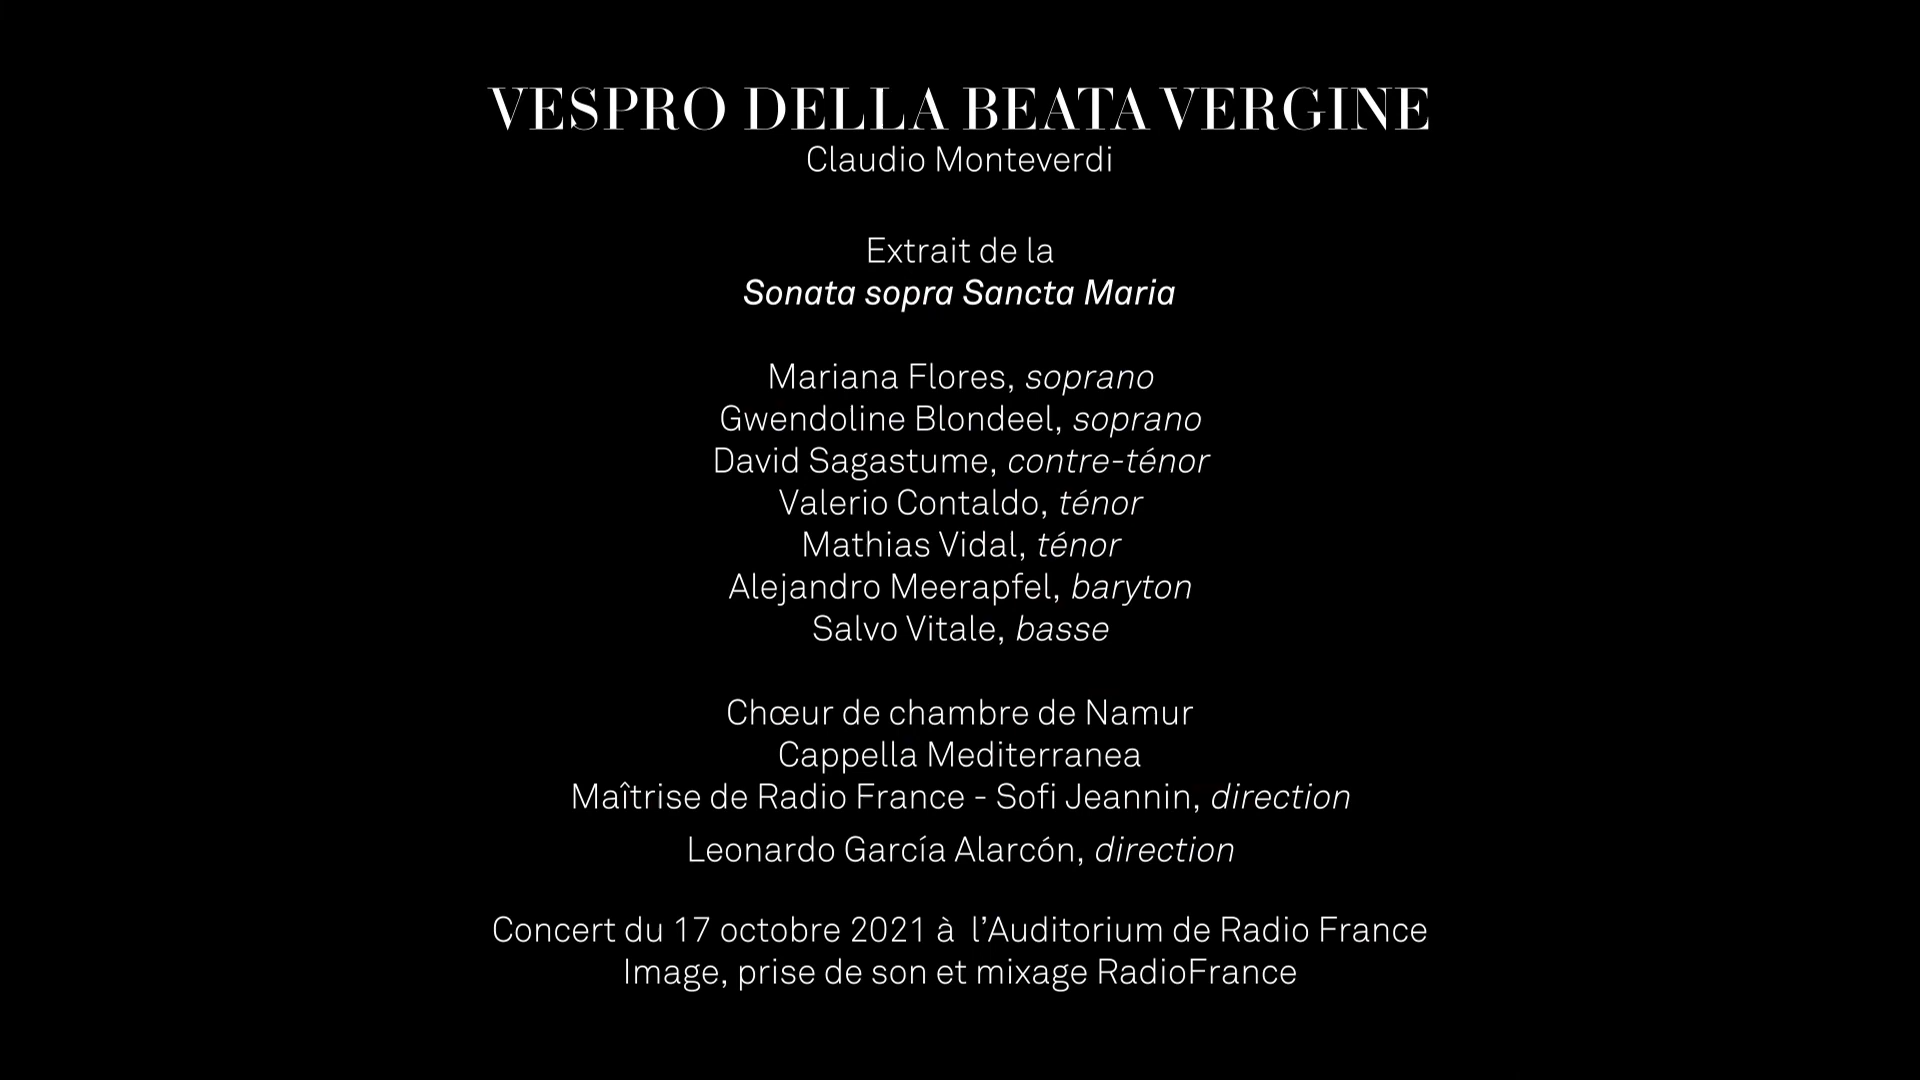 VESPRO DELLA BEATA VERGINE
Claudio Monteverdi
Extrait de la
Sonata sopra Sancta Maria
Mariana Flores, soprano
Gwendoline Blondeel, soprano
David Sagastume, contre-ténor
Valerio Contaldo, ténor
Mathias Vidal, ténor
Alejandro Meerapfel, baryton
Salvo Vitale, basse
Chœur de chambre de Namur
Cappella Mediterranea
Maîtrise de Radio France - Sofi Jeannin, direction
Leonardo García Alarcón, direction
Concert du 17 octobre 2021 à l’Auditorium de Radio France
Image, prise de son et mixage RadioFrance